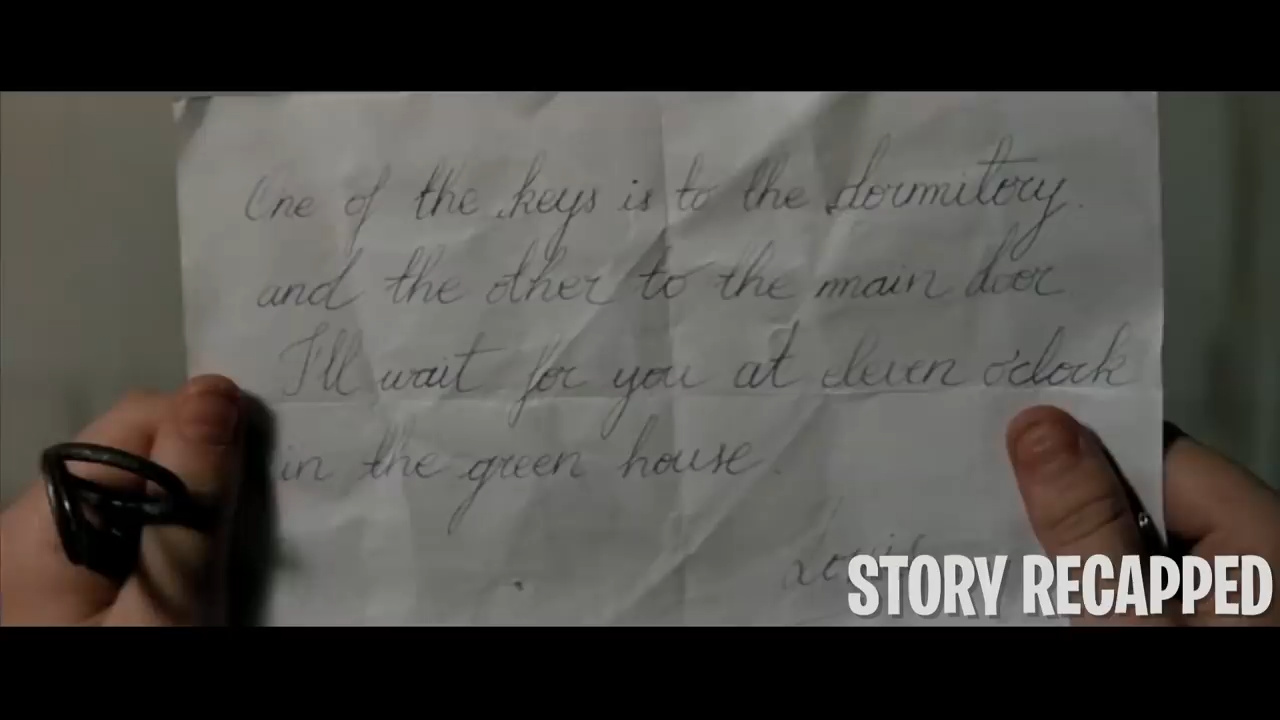 One of the keys is to the dormitory.
and the other to the main door
I'll wait for you at eleven o'clock
in the green house.
STORY RECAPPED